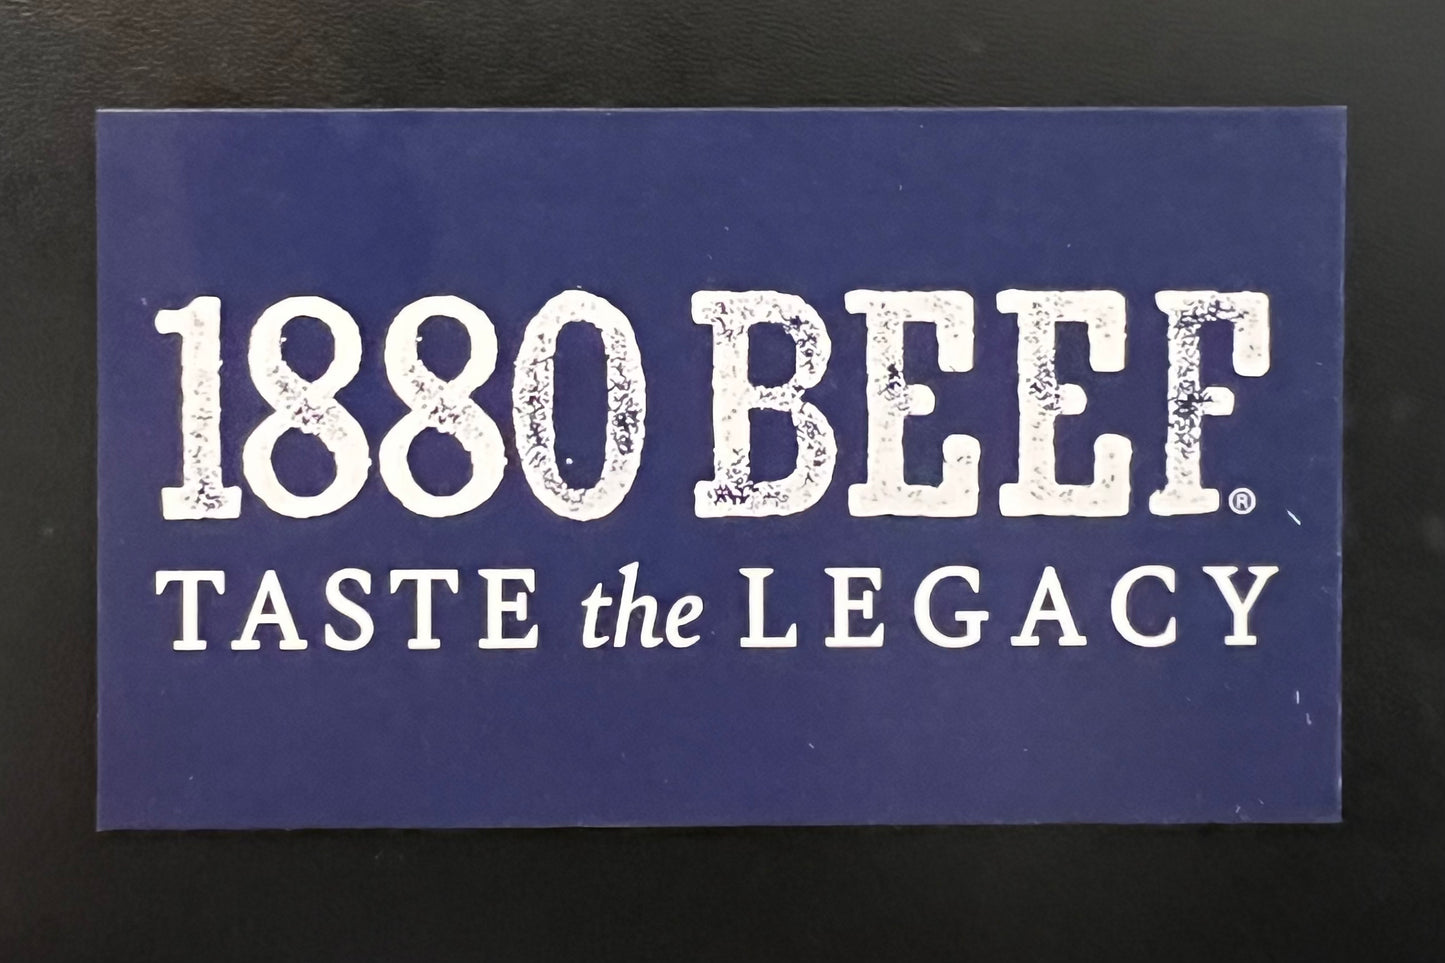 1880 BEEF®
TASTE the LEGACY